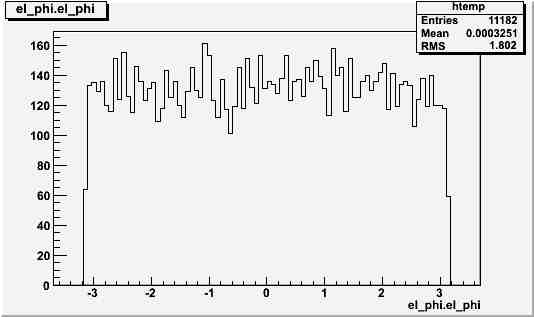 el_phi.el_phi
htemp
Entries 11182
Mean 0.0003251
RMS 1.802
160
140
120
100
80
60
40
20
0
-3 -2 -1 0 1 2 3
el_phi.el_phi